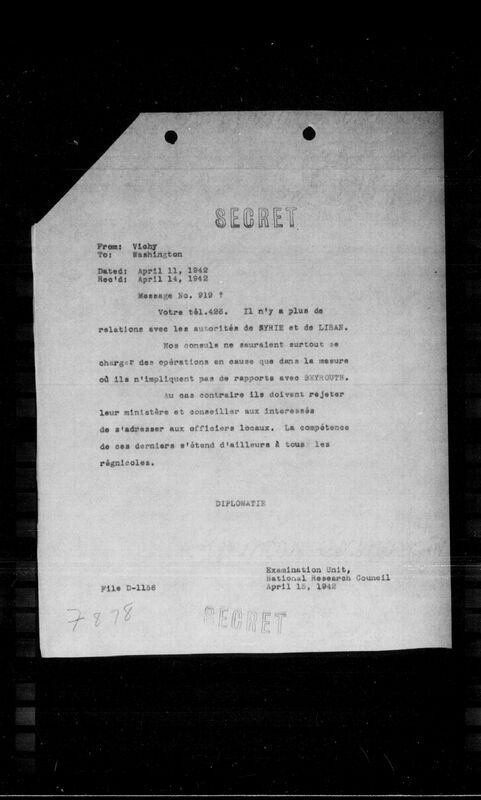 SECRET
From: Vichy
To: Washington
Dated: April 11, 1942
Rec'd: April 14, 1942
Message No. 919 ?
Votre tél.426. Il n'y a plus de
relations avec les autorités de SYRIE et de LIBAN.
Nos consuls ne sauraient surtout se
charger des opérations en cause que dans la mesure
où ils n'impliquent pas de rapports avec BEYROUTH.
Au cas contraire ils doivent rejeter
leur ministère et conseiller aux interessés
de s'adresser aux officiers locaux. La compétence
de ces derniers s'étend d'ailleurs à tous les
régnicoles.
DIPLOMATIE
Examination Unit,
National Research Council
File D-1156 April 15, 1942
7878
SECRET